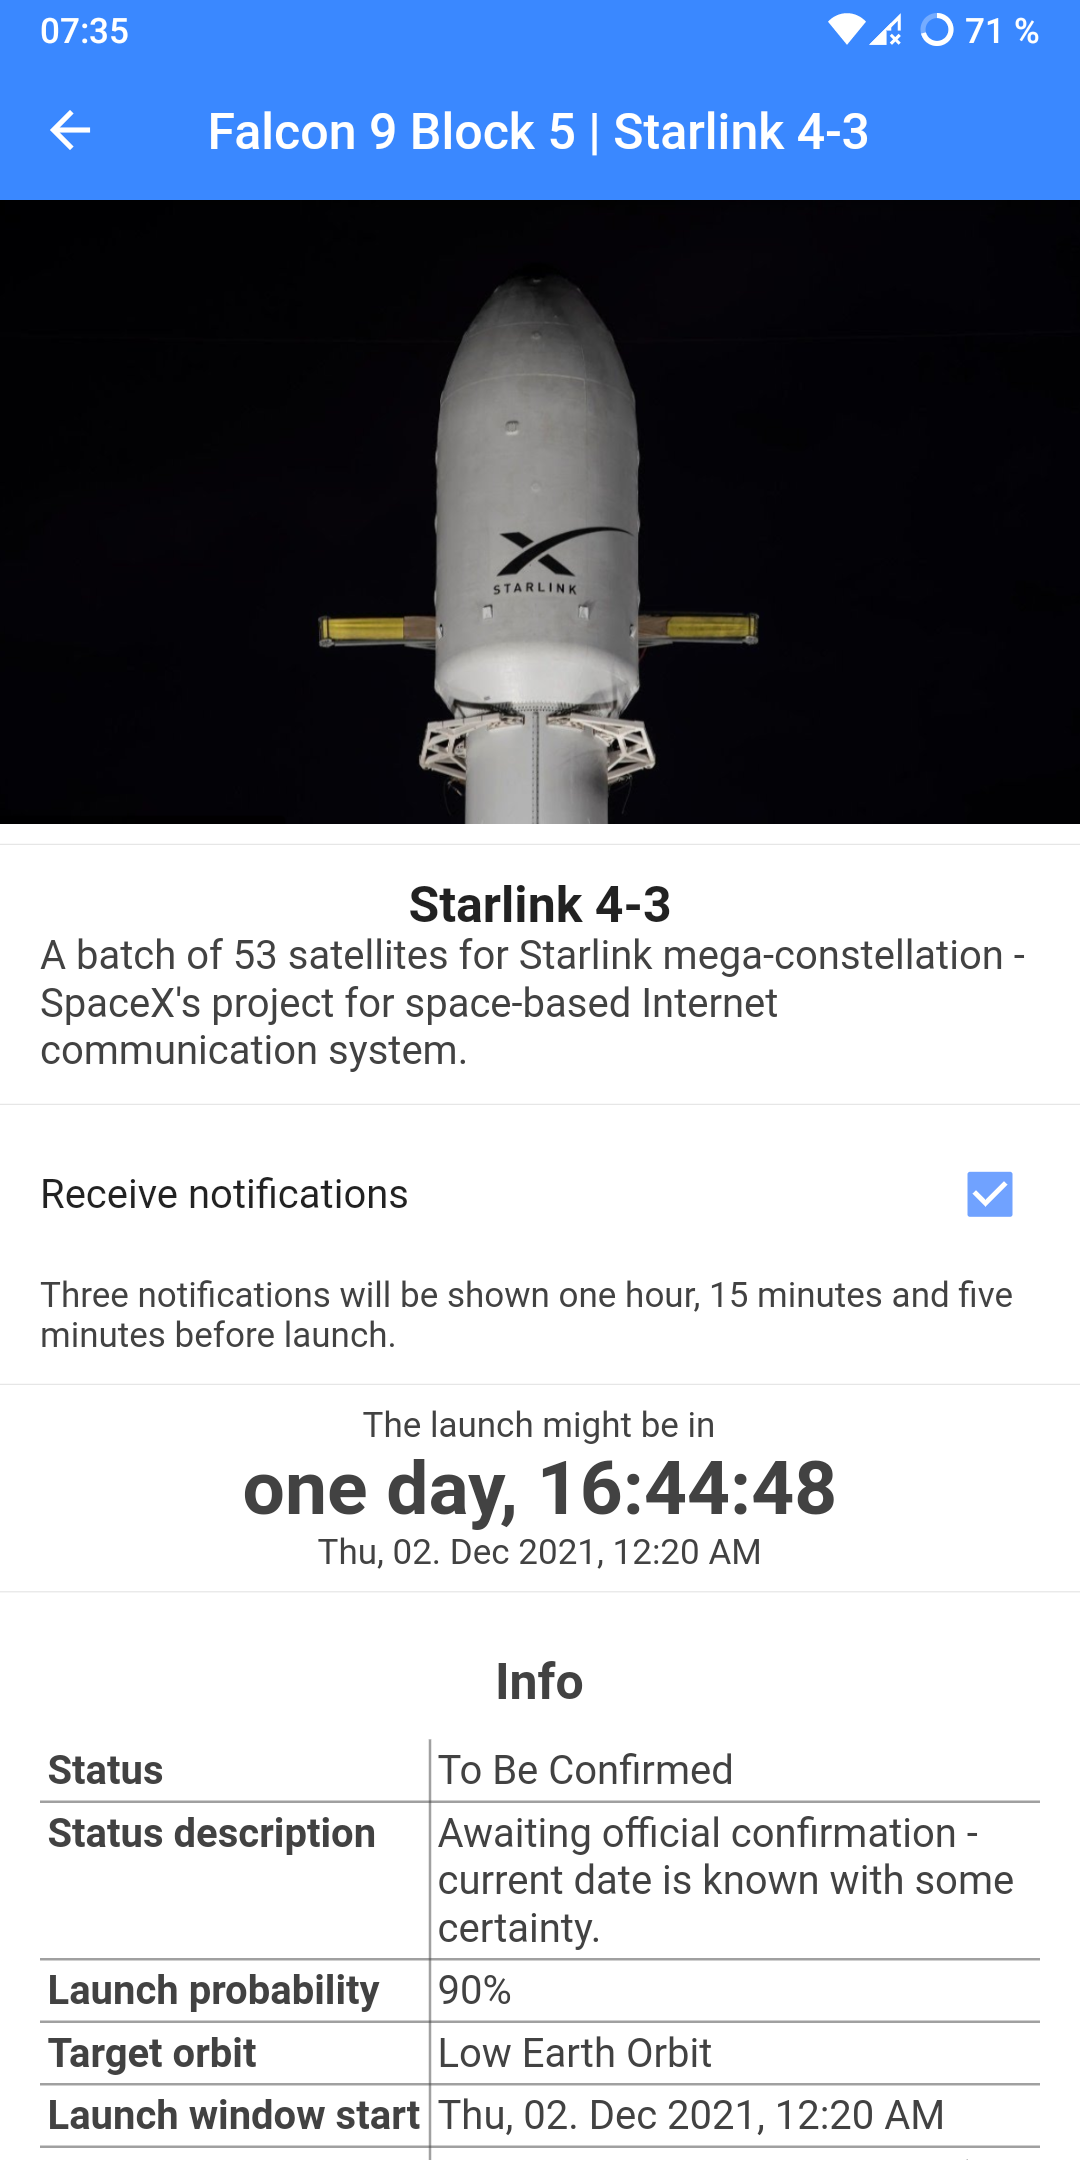 07:35
71 %
Falcon 9 Block 5 | Starlink 4-3
STARLINK
Starlink 4-3
A batch of 53 satellites for Starlink mega-constellation -
SpaceX's project for space-based Internet
communication system.
Receive notifications
Three notifications will be shown one hour, 15 minutes and five
minutes before launch.
The launch might be in
one day, 16:44:48
Thu, 02. Dec 2021, 12:20 AM
Info
Status To Be Confirmed
Status description Awaiting official confirmation -
current date is known with some
certainty.
Launch probability 90%
Target orbit Low Earth Orbit
Launch window start Thu, 02. Dec 2021, 12:20 AM